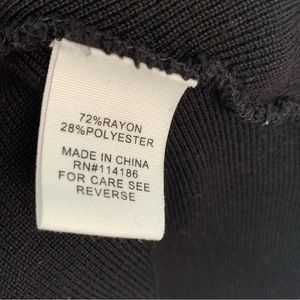 72%RAYON
28%POLYESTER
MADE IN CHINA
RN#114186
FOR CARE SEE
REVERSE